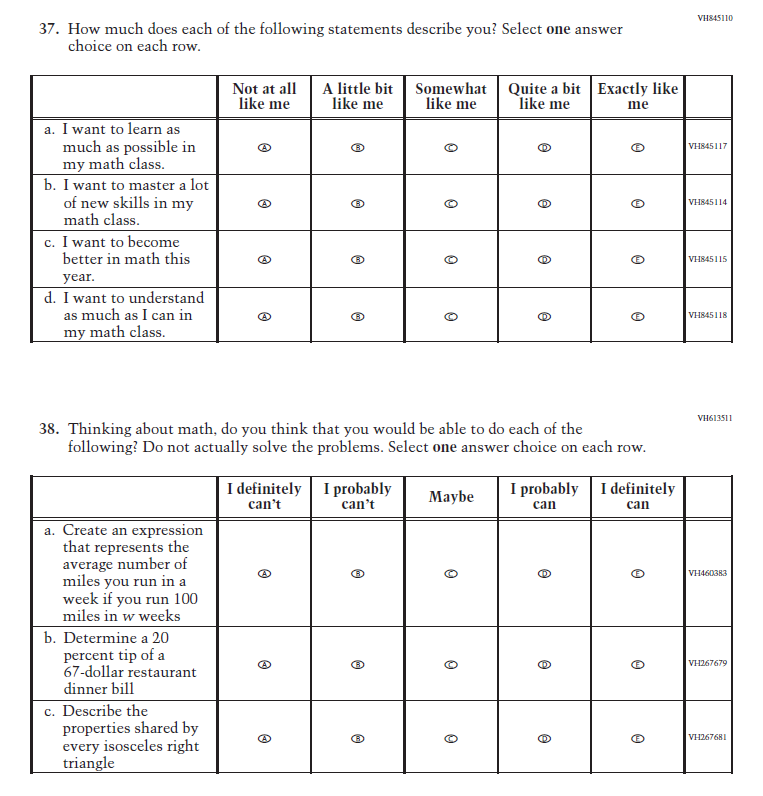 VH845110
37. How much does each of the following statements describe you? Select one answer
choice on each row.
Not at all like me A little bit like me Somewhat like me Quite a bit like me Exactly like me
a. I want to learn as
much as possible in
my math class.
A B C D E VH845117
b. I want to master a lot
of new skills in my
math class.
A B C D E VH845114
c. I want to become
better in math this
year.
A B C D E VH845115
d. I want to understand
as much as I can in
my math class.
A B C D E VH845118
VH613511
38. Thinking about math, do you think that you would be able to do each of the
following? Do not actually solve the problems. Select one answer choice on each row.
I definitely can't I probably can't Maybe I probably can I definitely can
a. Create an expression
that represents the
average number of
miles you run in a
week if you run 100
miles in w weeks
A B C D E VH460383
b. Determine a 20
percent tip of a
67-dollar restaurant
dinner bill
A B C D E VH267679
c. Describe the
properties shared by
every isosceles right
triangle
A B C D E VH267681